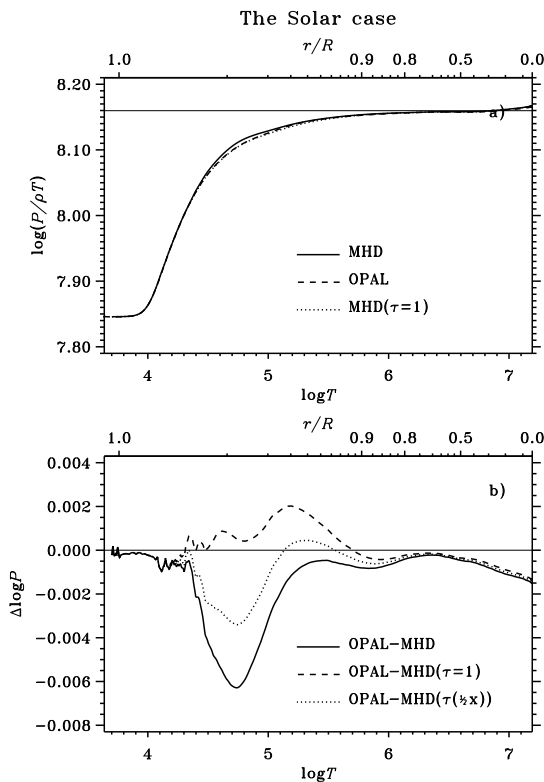 The Solar case
r/R
1.0 0.9 0.8 0.5 0.0
8.20
a)
8.10
log(P/ρT)
8.00
MHD
7.90
OPAL
MHD(τ=1)
7.80
4 5 6 7
logT
r/R
1.0 0.9 0.8 0.5 0.0
0.004
b)
0.002
0.000
ΔlogP
−0.002
−0.004
OPAL−MHD
−0.006
OPAL−MHD(τ=1)
OPAL−MHD(τ(½x))
−0.008
4 5 6 7
logT